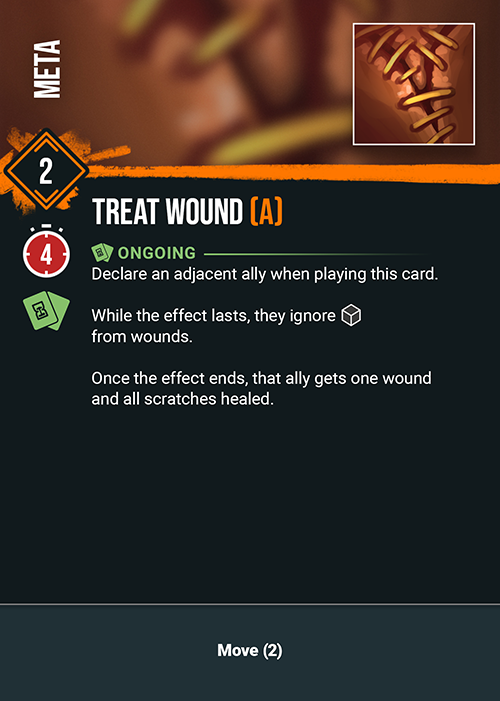 META
2
TREAT WOUND (A)
4
ONGOING
Declare an adjacent ally when playing this card.
While the effect lasts, they ignore
from wounds.
Once the effect ends, that ally gets one wound
and all scratches healed.
Move (2)